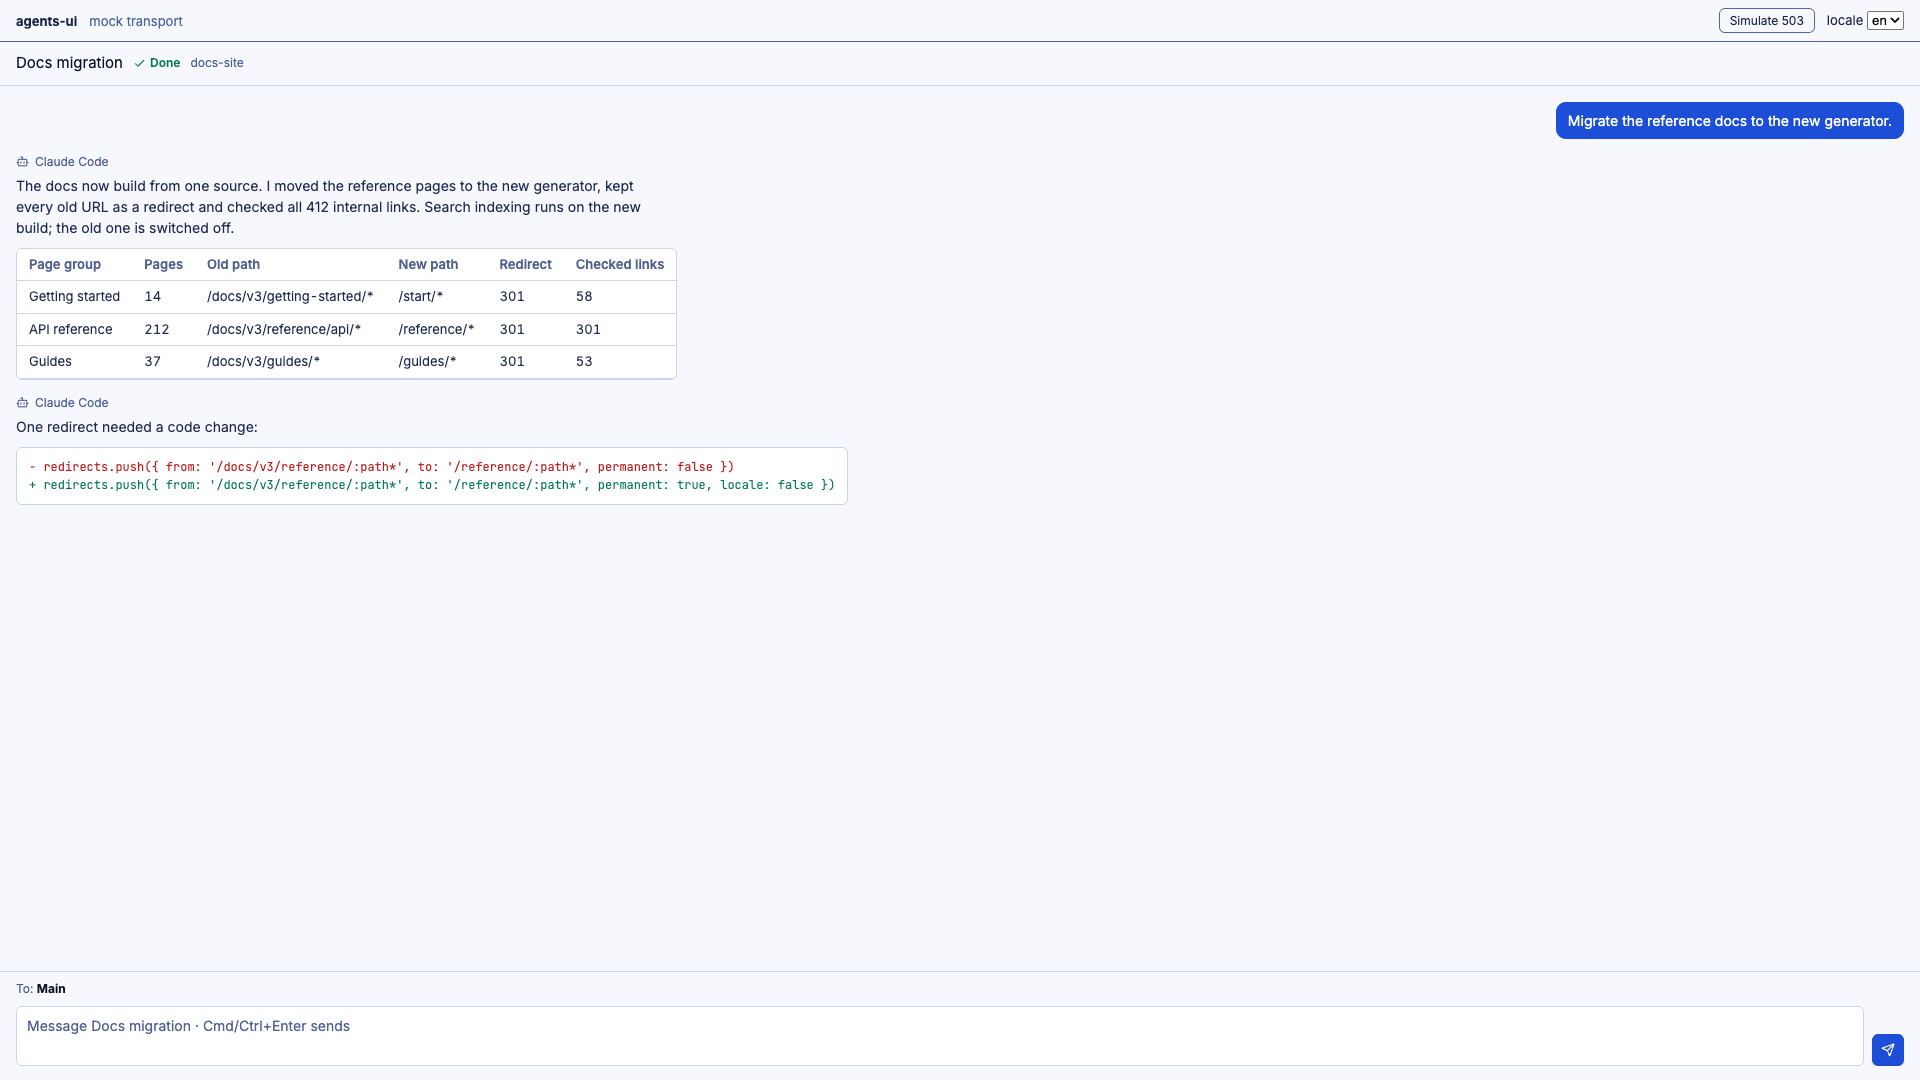 agents-ui mock transport Simulate 503 locale en
Docs migration Done docs-site
Migrate the reference docs to the new generator.
Claude Code
The docs now build from one source. I moved the reference pages to the new generator, kept
every old URL as a redirect and checked all 412 internal links. Search indexing runs on the new
build; the old one is switched off.
Page group Pages Old path New path Redirect Checked links
Getting started 14 /docs/v3/getting-started/* /start/* 301 58
API reference 212 /docs/v3/reference/api/* /reference/* 301 301
Guides 37 /docs/v3/guides/* /guides/* 301 53
Claude Code
One redirect needed a code change:
- redirects.push({ from: '/docs/v3/reference/:path*', to: '/reference/:path*', permanent: false })
+ redirects.push({ from: '/docs/v3/reference/:path*', to: '/reference/:path*', permanent: true, locale: false })
To: Main
Message Docs migration · Cmd/Ctrl+Enter sends